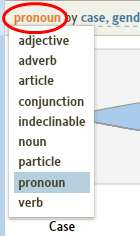 pronoun by case, gend
adjective
adverb
article
conjunction
indeclinable
noun
particle
pronoun
verb
Case